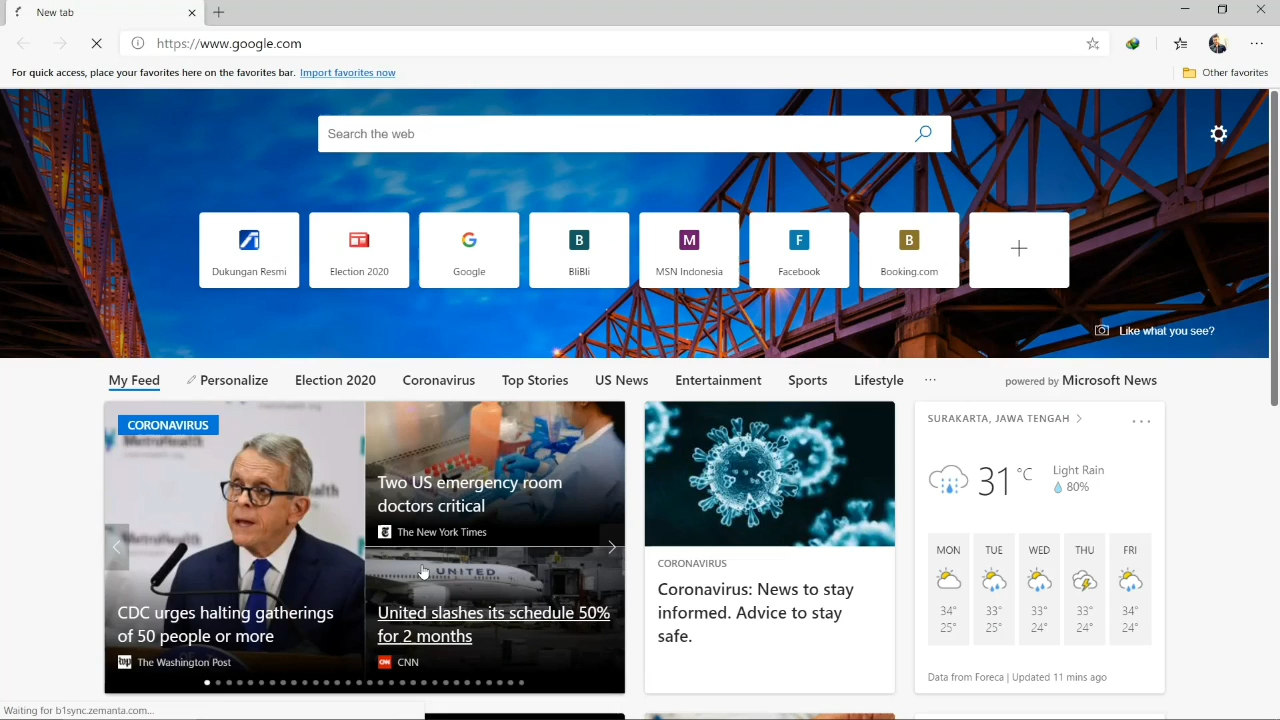 New tab
https://www.google.com
For quick access, place your favorites here on the favorites bar. Import favorites now
Other favorites
Search the web
Dukungan Resmi
Election 2020
Google
B
BliBli
M
MSN Indonesia
F
Facebook
B
Booking.com
Like what you see?
My Feed
Personalize
Election 2020
Coronavirus
Top Stories
US News
Entertainment
Sports
Lifestyle
...
powered by Microsoft News
CORONAVIRUS
CDC urges halting gatherings
of 50 people or more
The Washington Post
Two US emergency room
doctors critical
The New York Times
UNITED
United slashes its schedule 50%
for 2 months
CNN
CORONAVIRUS
Coronavirus: News to stay
informed. Advice to stay
safe.
SURAKARTA, JAWA TENGAH
31 °C
Light Rain
80%
MON TUE WED THU FRI
34° 33° 33° 33° 34°
25° 25° 24° 24° 24°
Data from Foreca | Updated 11 mins ago
Waiting for b1sync.zemanta.com...